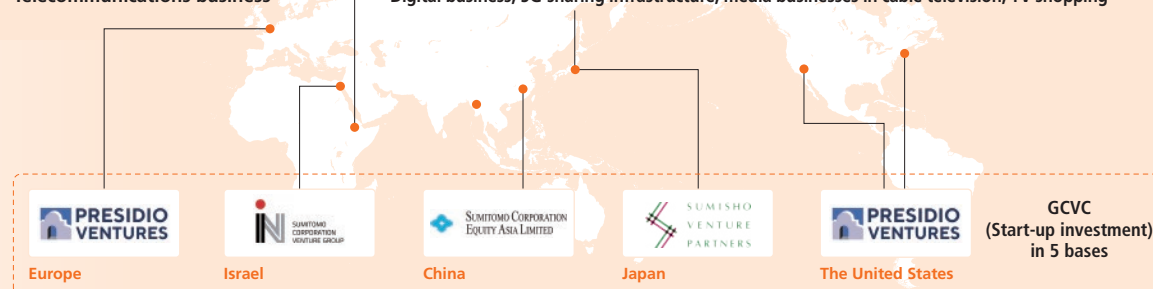 Telecommunications business
Digital business, 5G sharing infrastructure, media businesses in cable television, TV shopping
PRESIDIO
VENTURES
Europe
IN
SUMITOMO
CORPORATION
VENTURE GROUP
Israel
SUMITOMO CORPORATION
EQUITY ASIA LIMITED
China
SUMISHO
VENTURE
PARTNERS
Japan
PRESIDIO
VENTURES
The United States
GCVC
(Start-up investment)
in 5 bases